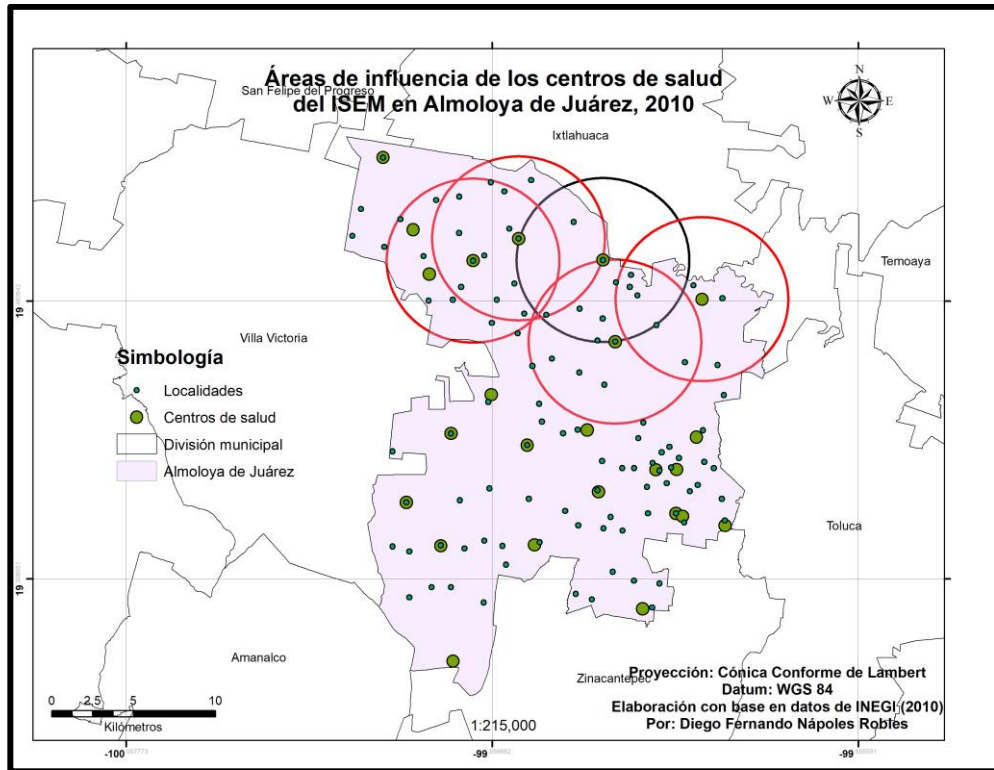 Áreas de influencia de los centros de salud
San Felipe del Progreso
del ISEM en Almoloya de Juárez, 2010
N
W
E
S
Ixtlahuaca
Temoaya
Villa Victoria
Simbología
Localidades
Centros de salud
División municipal
Almoloya de Juárez
Toluca
Amanalco
Zinacantepec
Proyección: Cónica Conforme de Lambert
Datum: WGS 84
Elaboración con base en datos de INEGI (2010)
Por: Diego Fernando Nápoles Robles
0 2.5 5 10
Kilómetros
1:215,000
19
19
-100
-99
-99